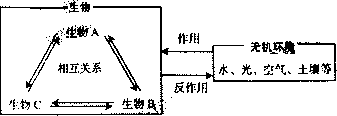 生物
生物A
作用
无机环境
相互关系
水、光、空气、土壤等
反作用
生物C
生物B